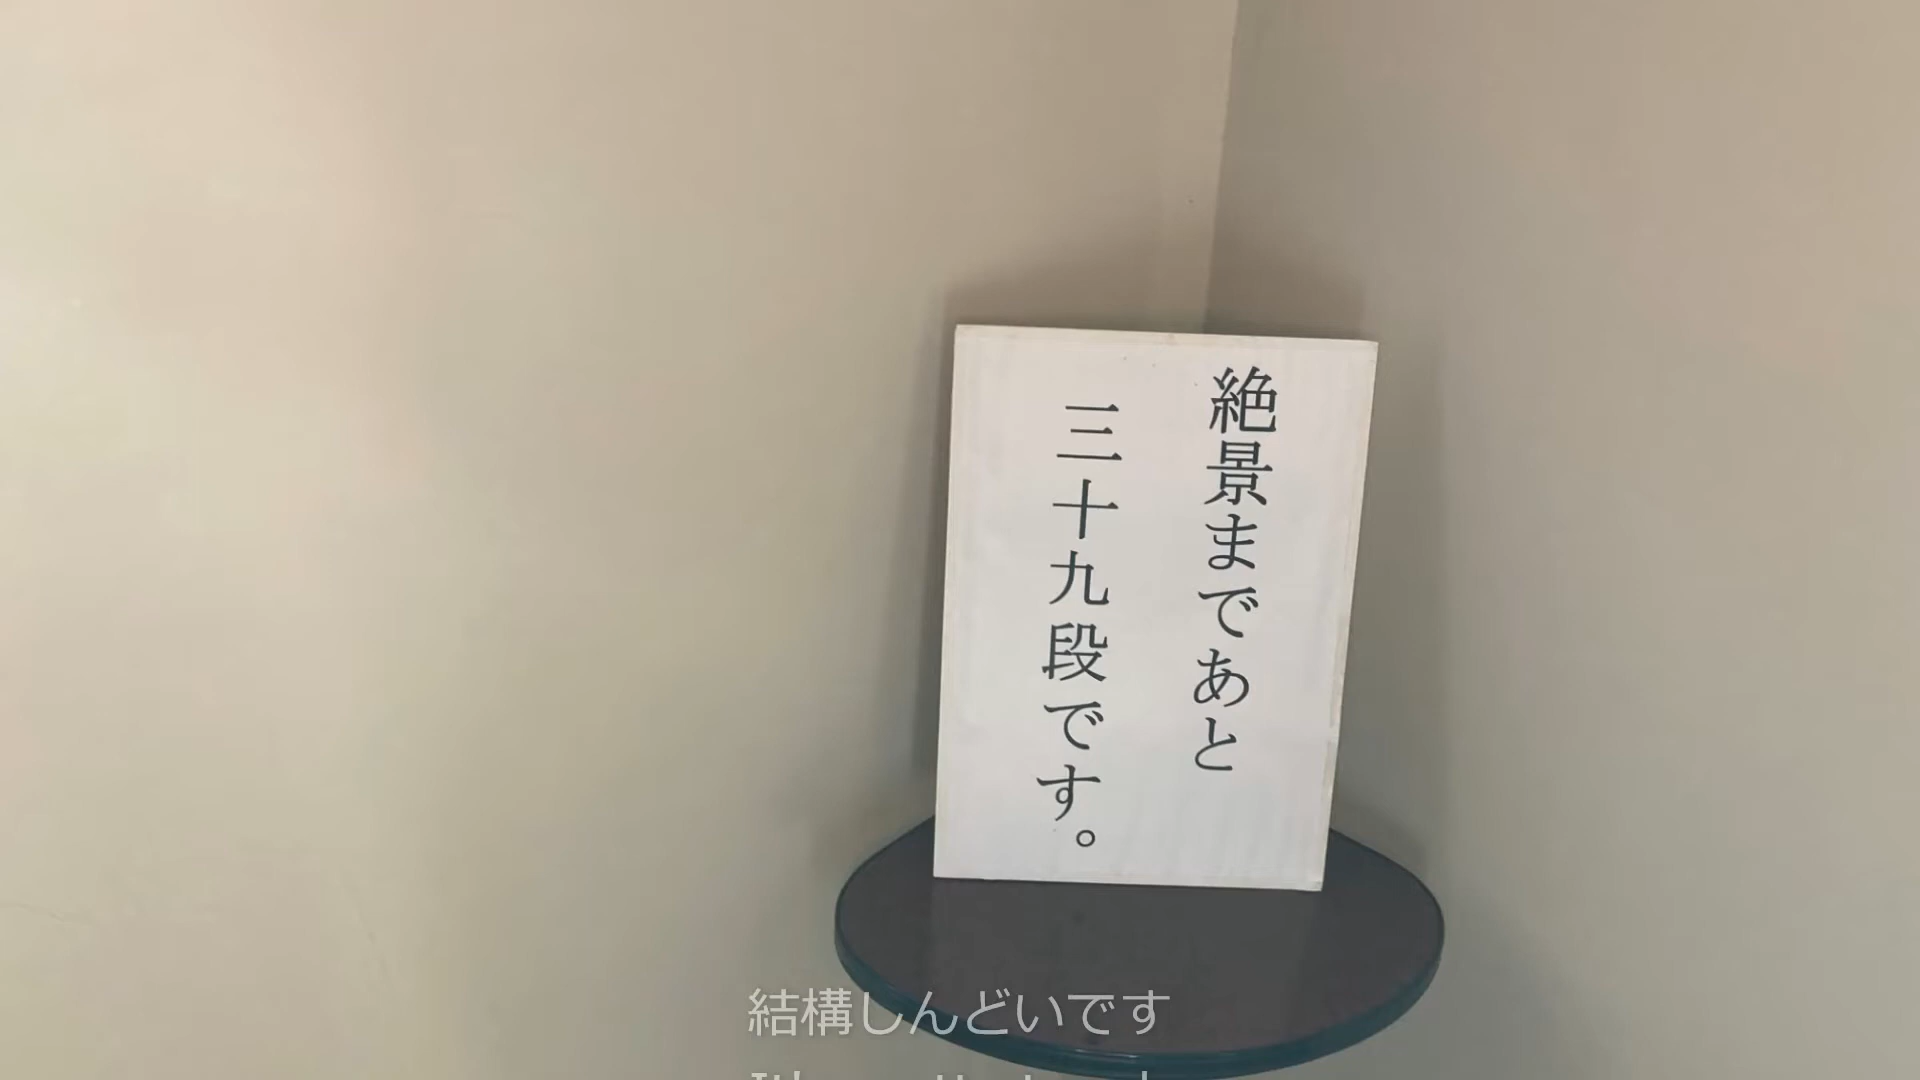 絶景まであと
三十九段です。
結構しんどいです